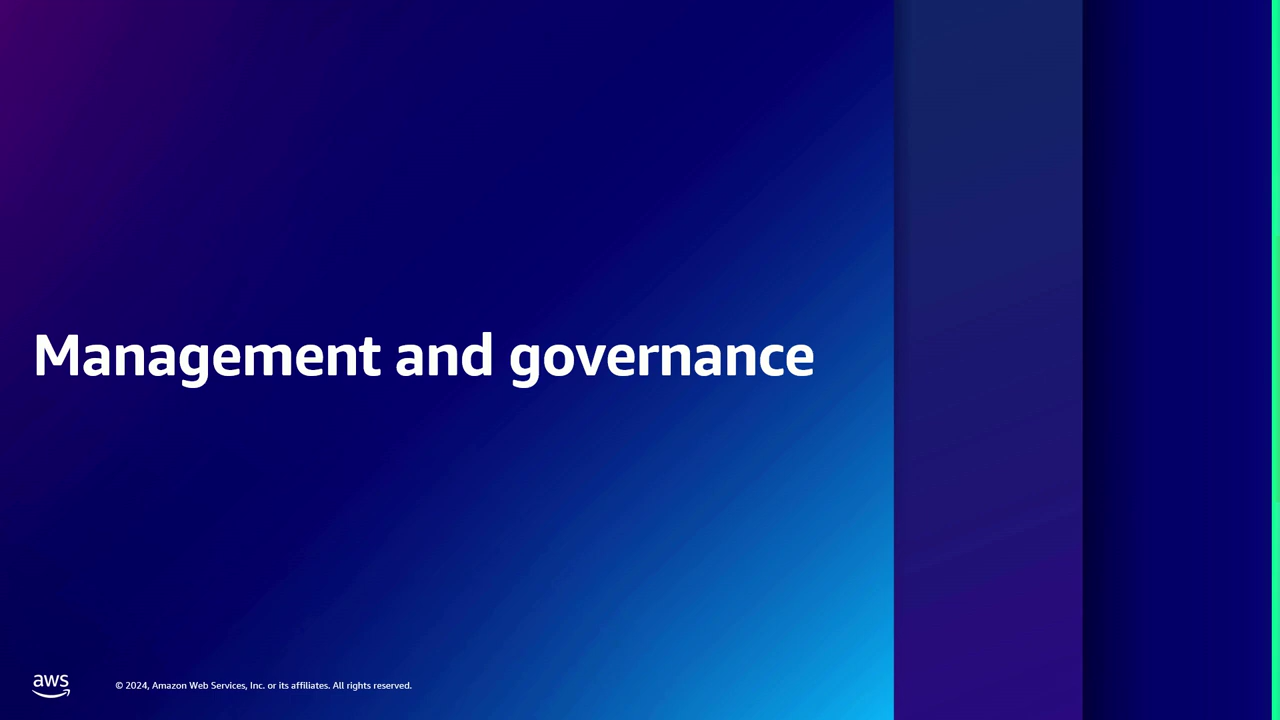 Management and governance
aws
© 2024, Amazon Web Services, Inc. or its affiliates. All rights reserved.